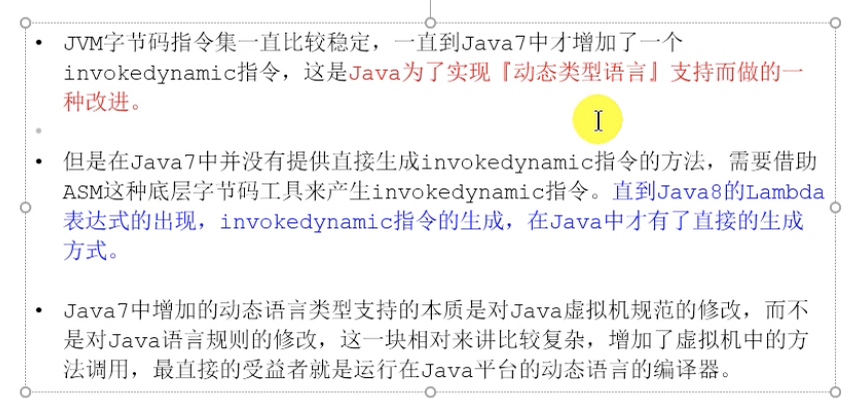 • JVM字节码指令集一直比较稳定，一直到Java7中才增加了一个
invokedynamic指令，这是Java为了实现『动态类型语言』支持而做的一
种改进。
• 但是在Java7中并没有提供直接生成invokedynamic指令的方法，需要借助
ASM这种底层字节码工具来产生invokedynamic指令。直到Java8的Lambda
表达式的出现，invokedynamic指令的生成，在Java中才有了直接的生成
方式。
• Java7中增加的动态语言类型支持的本质是对Java虚拟机规范的修改，而不
是对Java语言规则的修改，这一块相对来讲比较复杂，增加了虚拟机中的方
法调用，最直接的受益者就是运行在Java平台的动态语言的编译器。